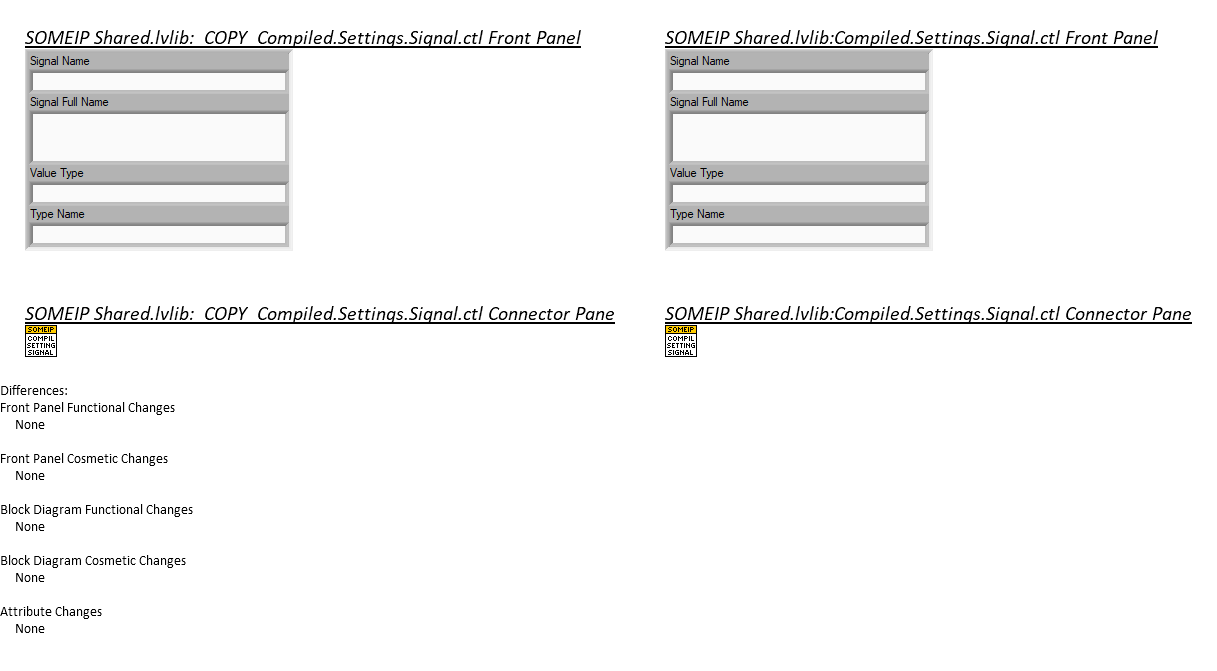 SOMEIP Shared.lvlib:_COPY_Compiled.Settings.Signal.ctl Front Panel
Signal Name
Signal Full Name
Value Type
Type Name
SOMEIP Shared.lvlib:Compiled.Settings.Signal.ctl Front Panel
Signal Name
Signal Full Name
Value Type
Type Name
SOMEIP Shared.lvlib:_COPY_Compiled.Settings.Signal.ctl Connector Pane
SOMEIP
COMPIL
SETTING
SIGNAL
SOMEIP Shared.lvlib:Compiled.Settings.Signal.ctl Connector Pane
SOMEIP
COMPIL
SETTING
SIGNAL
Differences:
Front Panel Functional Changes
None
Front Panel Cosmetic Changes
None
Block Diagram Functional Changes
None
Block Diagram Cosmetic Changes
None
Attribute Changes
None